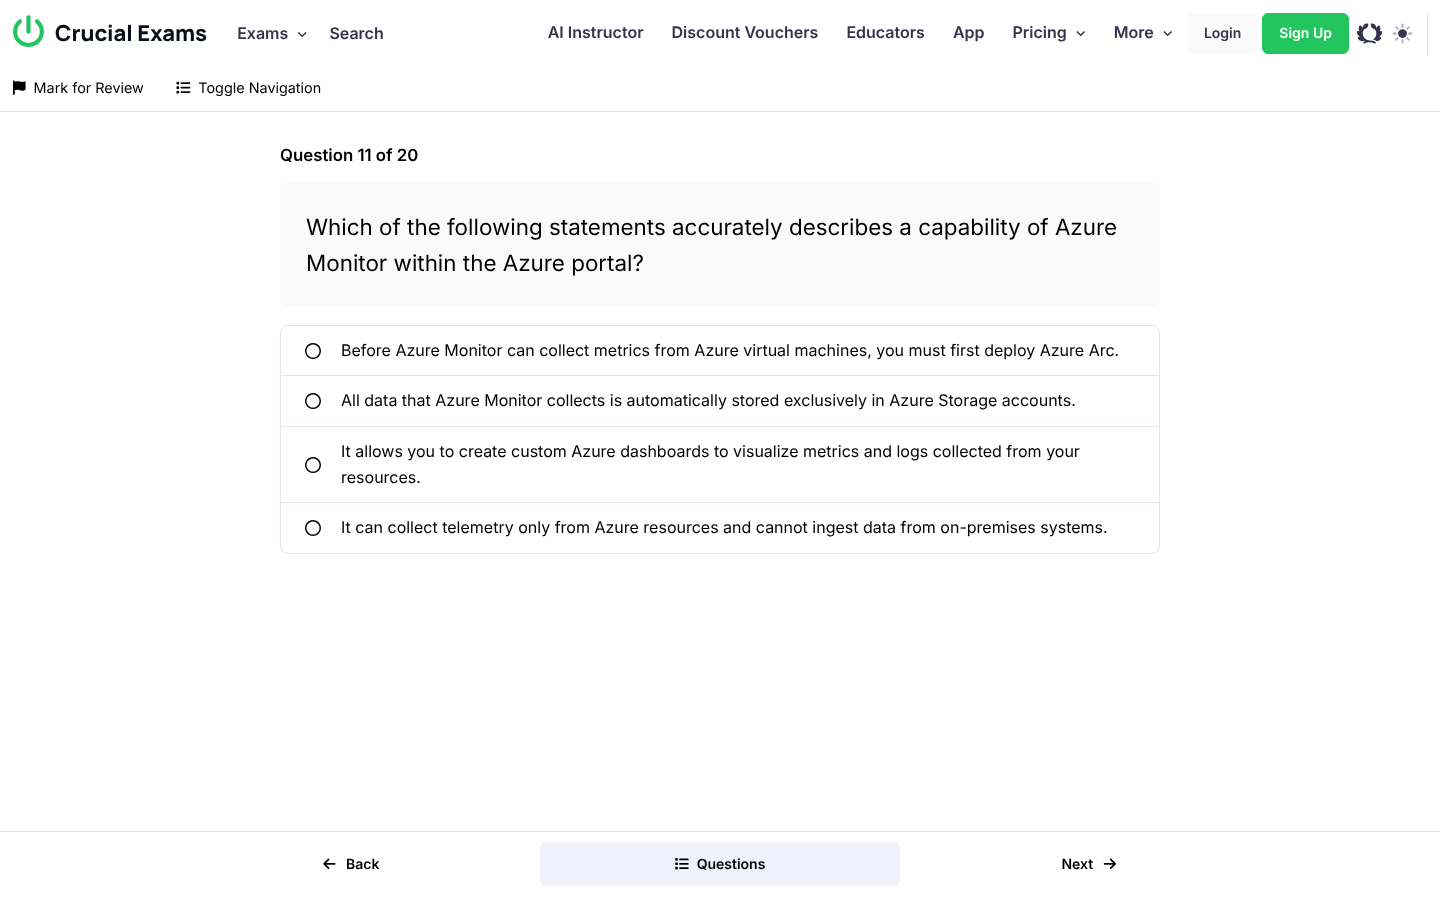 Crucial Exams
Exams
Search
AI Instructor
Discount Vouchers
Educators
App
Pricing
More
Login
Sign Up
Mark for Review
Toggle Navigation
Question 11 of 20
Which of the following statements accurately describes a capability of Azure
Monitor within the Azure portal?
Before Azure Monitor can collect metrics from Azure virtual machines, you must first deploy Azure Arc.
All data that Azure Monitor collects is automatically stored exclusively in Azure Storage accounts.
It allows you to create custom Azure dashboards to visualize metrics and logs collected from your
resources.
It can collect telemetry only from Azure resources and cannot ingest data from on-premises systems.
Back
Questions
Next